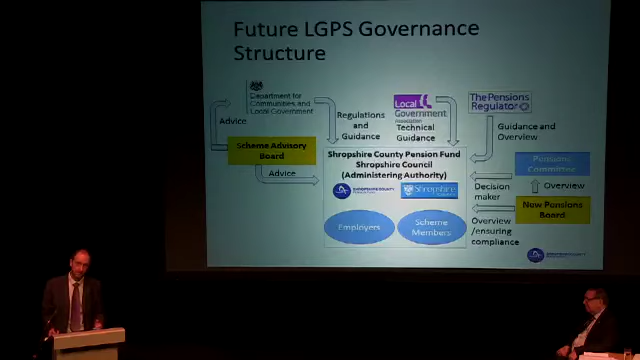 Future LGPS Governance
Structure
Department for
Communities and
Local Government
Advice
Regulations
and
Guidance
Local
Government
Association
Technical
Guidance
The Pensions
Regulator
Guidance and
Overview
Scheme Advisory
Board
Advice
Shropshire County Pension Fund
Shropshire Council
(Administering Authority)
Shropshire
Pensions
Committee
Decision
maker
Overview
New Pensions
Board
Overview
/ensuring
compliance
Employers
Scheme
Members
SHROPSHIRE COUNTY